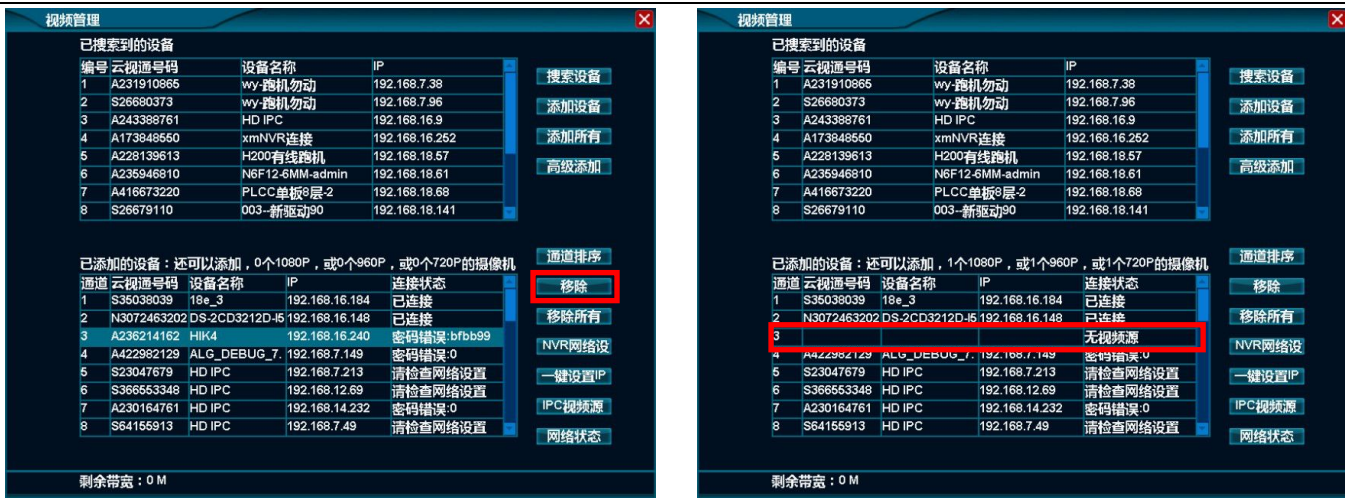 视频管理
已搜索到的设备
编号 云视通号码 设备名称 IP
1 A231910865 wy-跑机勿动 192.168.7.38
2 S26680373 wy-跑机勿动 192.168.7.96
3 A243388761 HD IPC 192.168.16.9
4 A173848550 xmNVR连接 192.168.16.252
5 A228139613 H200有线跑机 192.168.18.57
6 A235946810 N6F12-6MM-admin 192.168.18.61
7 A416673220 PLCC单板8层-2 192.168.18.68
8 S26679110 003--新驱动90 192.168.18.141
搜索设备
添加设备
添加所有
高级添加
已添加的设备：还可以添加，0个1080P，或0个960P，或0个720P的摄像机
通道 云视通号码 设备名称 IP 连接状态
1 S35038039 18e_3 192.168.16.184 已连接
2 N3072463202 DS-2CD3212D-I5 192.168.16.148 已连接
3 A236214162 HIK4 192.168.16.240 密码错误:bfbb99
4 A422982129 ALG_DEBUG_7. 192.168.7.149 密码错误:0
5 S23047679 HD IPC 192.168.7.213 请检查网络设置
6 S366553348 HD IPC 192.168.12.69 请检查网络设置
7 A230164761 HD IPC 192.168.14.232 密码错误:0
8 S64155913 HD IPC 192.168.7.49 请检查网络设置
通道排序
移除
移除所有
NVR网络设
一键设置IP
IPC视频源
网络状态
剩余带宽：0 M
视频管理
已搜索到的设备
编号 云视通号码 设备名称 IP
1 A231910865 wy-跑机勿动 192.168.7.38
2 S26680373 wy-跑机勿动 192.168.7.96
3 A243388761 HD IPC 192.168.16.9
4 A173848550 xmNVR连接 192.168.16.252
5 A228139613 H200有线跑机 192.168.18.57
6 A235946810 N6F12-6MM-admin 192.168.18.61
7 A416673220 PLCC单板8层-2 192.168.18.68
8 S26679110 003--新驱动90 192.168.18.141
搜索设备
添加设备
添加所有
高级添加
已添加的设备：还可以添加，1个1080P，或1个960P，或1个720P的摄像机
通道 云视通号码 设备名称 IP 连接状态
1 S35038039 18e_3 192.168.16.184 已连接
2 N3072463202 DS-2CD3212D-I5 192.168.16.148 已连接
3 无视频源
4 A422982129 ALG_DEBUG_7. 192.168.7.149 密码错误:0
5 S23047679 HD IPC 192.168.7.213 请检查网络设置
6 S366553348 HD IPC 192.168.12.69 请检查网络设置
7 A230164761 HD IPC 192.168.14.232 密码错误:0
8 S64155913 HD IPC 192.168.7.49 请检查网络设置
通道排序
移除
移除所有
NVR网络设
一键设置IP
IPC视频源
网络状态
剩余带宽：0 M